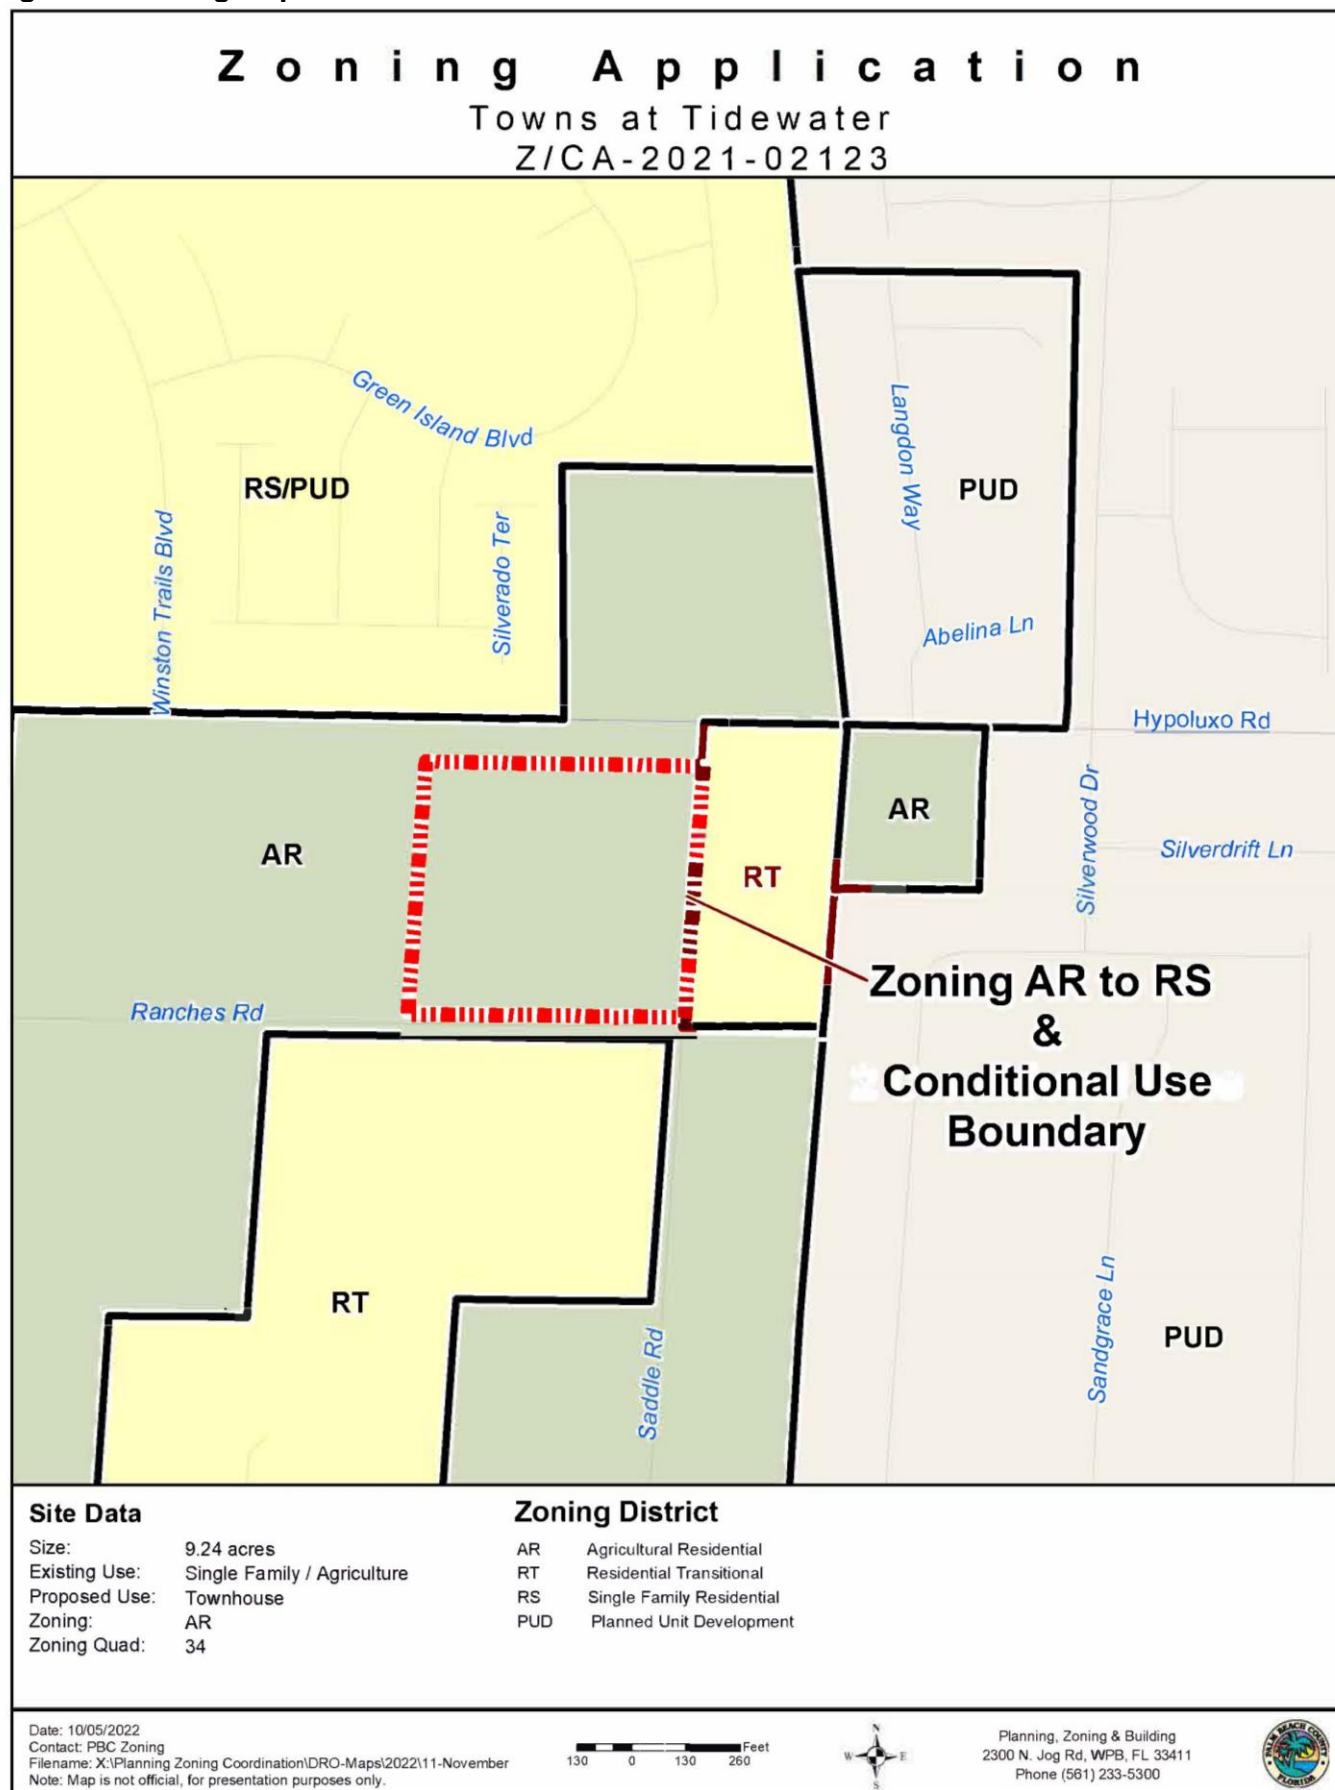 Zoning Application
Towns at Tidewater
Z/CA-2021-02123
Green Island Blvd
RS/PUD
Winston Trails Blvd
Silverado Ter
Langdon Way
PUD
Abelina Ln
Hypoluxo Rd
AR
RT
AR
Silverwood Dr
Silverdrift Ln
Ranches Rd
Zoning AR to RS
&
Conditional Use
Boundary
RT
Saddle Rd
Sandgrace Ln
PUD
Site Data
Size: 9.24 acres
Existing Use: Single Family / Agriculture
Proposed Use: Townhouse
Zoning: AR
Zoning Quad: 34
Zoning District
AR Agricultural Residential
RT Residential Transitional
RS Single Family Residential
PUD Planned Unit Development
Date: 10/05/2022
Contact: PBC Zoning
Filename: X:\Planning Zoning Coordination\DRO-Maps\2022\11-November
Note: Map is not official, for presentation purposes only.
130 0 130 260 Feet
N
W E
S
Planning, Zoning & Building
2300 N. Jog Rd, WPB, FL 33411
Phone (561) 233-5300
PALM BEACH COUNTY
FLORIDA